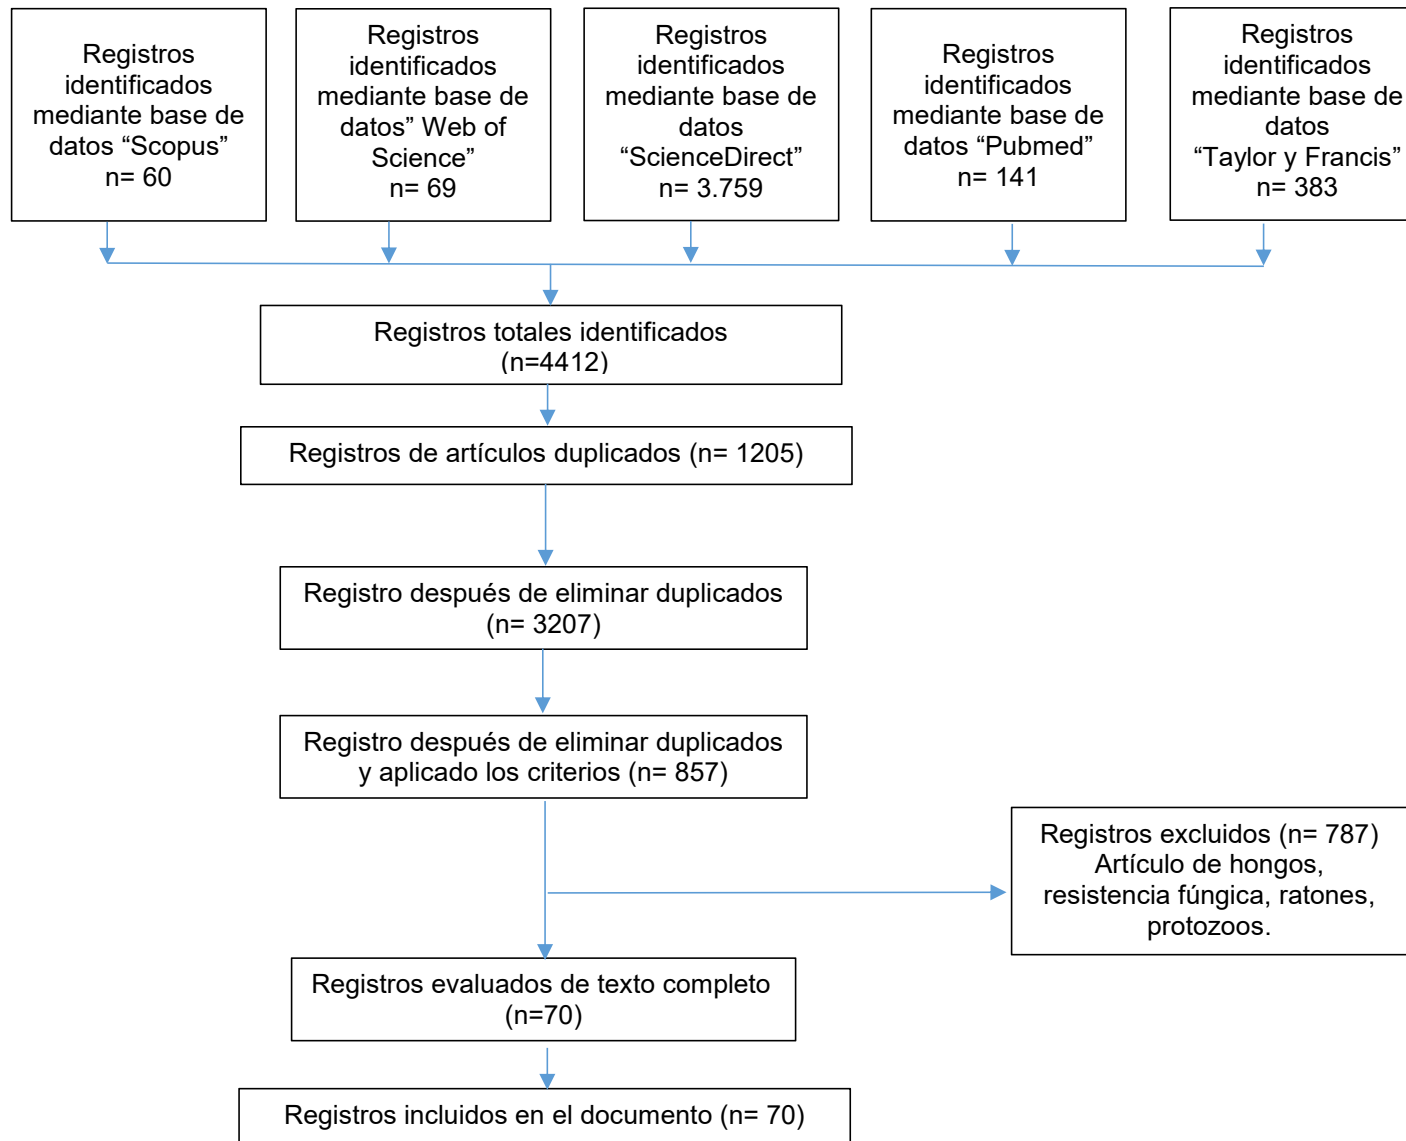 Registros
identificados
mediante base de
datos “Scopus”
n= 60
Registros
identificados
mediante base de
datos” Web of
Science”
n= 69
Registros
identificados
mediante base de
datos
“ScienceDirect”
n= 3.759
Registros
identificados
mediante base de
datos “Pubmed”
n= 141
Registros
identificados
mediante base de
datos
“Taylor y Francis”
n= 383
Registros totales identificados
(n=4412)
Registros de artículos duplicados (n= 1205)
Registro después de eliminar duplicados
(n= 3207)
Registro después de eliminar duplicados
y aplicado los criterios (n= 857)
Registros excluidos (n= 787)
Artículo de hongos,
resistencia fúngica, ratones,
protozoos.
Registros evaluados de texto completo
(n=70)
Registros incluidos en el documento (n= 70)